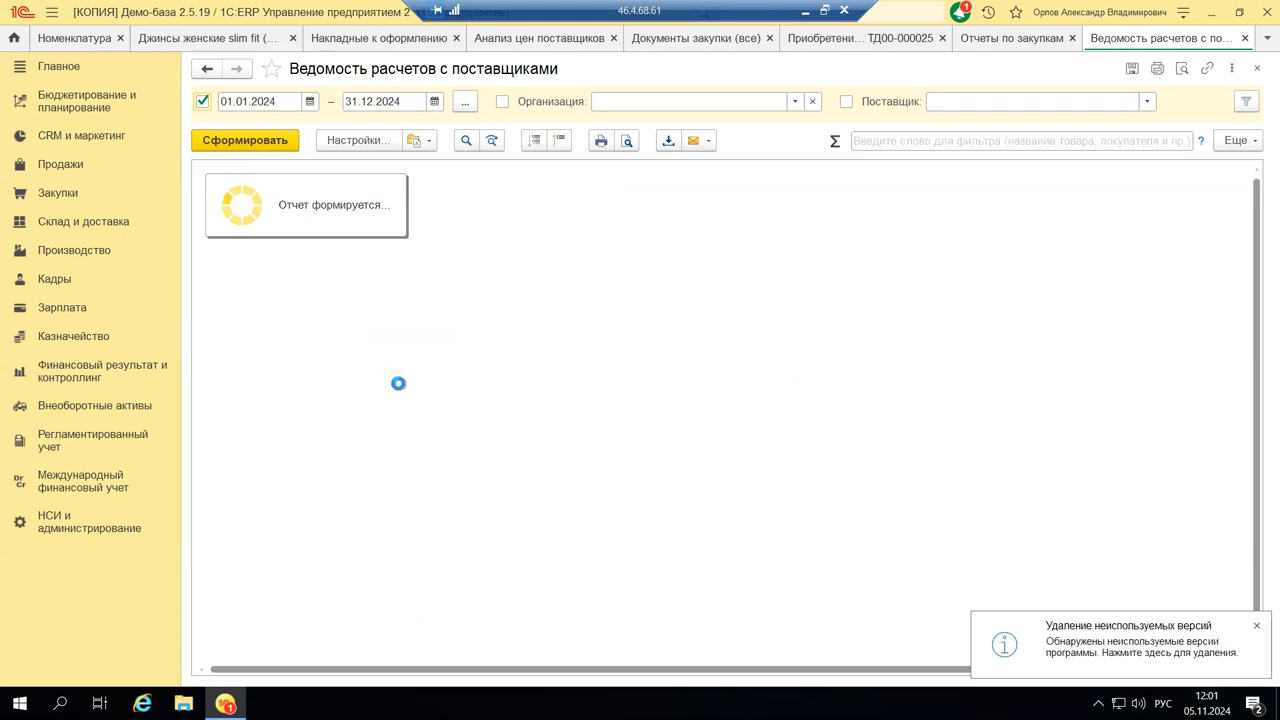 [КОПИЯ] Демо-база 2.5.19 / 1С:ERP Управление предприятием 2
46.4.68.61
1
Орлов Александр Владимирович
Номенклатура
Джинсы женские slim fit (…
Накладные к оформлению
Анализ цен поставщиков
Документы закупки (все)
Приобретени… ТД00-000025
Отчеты по закупкам
Ведомость расчетов с по…
Главное
Бюджетирование и
планирование
CRM и маркетинг
Продажи
Закупки
Склад и доставка
Производство
Кадры
Зарплата
Казначейство
Финансовый результат и
контроллинг
Внеоборотные активы
Регламентированный
учет
Международный
финансовый учет
НСИ и
администрирование
Ведомость расчетов с поставщиками
01.01.2024 – 31.12.2024 ... Организация: Поставщик:
Сформировать Настройки... Введите слово для фильтра (название товара, покупателя и пр.) ? Еще
Отчет формируется...
Удаление неиспользуемых версий
Обнаружены неиспользуемые версии
программы. Нажмите здесь для удаления.
1
РУС
12:01
05.11.2024
2